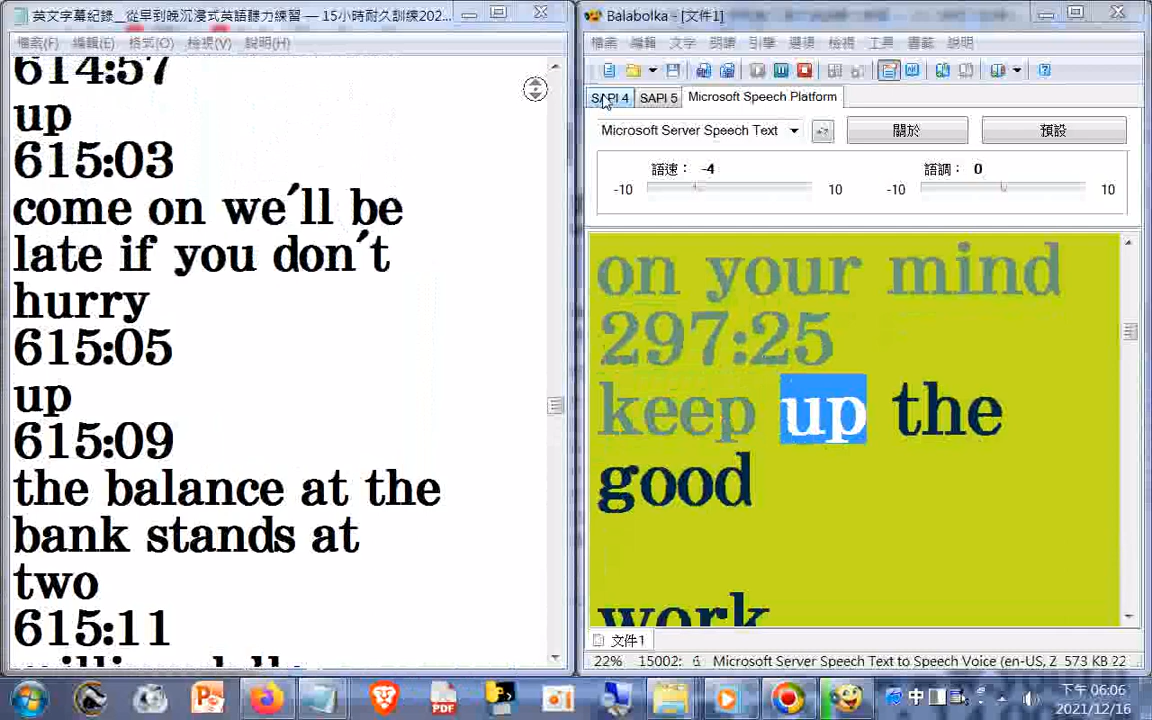 英文字幕紀錄__從早到晚沉浸式英語聽力練習 — 15小時耐久訓練202...
檔案(F) 編輯(E) 格式(O) 檢視(V) 說明(H)
614:57
up
615:03
come on we'll be
late if you don't
hurry
615:05
up
615:09
the balance at the
bank stands at
two
615:11
Balabolka - [文件1]
檔案 編輯 文字 朗讀 引擎 選項 檢視 工具 書籤 說明
SAPI 4 SAPI 5 Microsoft Speech Platform
Microsoft Server Speech Text
關於
預設
語速： -4
語調： 0
-10 10 -10 10
on your mind
297:25
keep up the
good
work
文件1
22% 15002: 6 Microsoft Server Speech Text to Speech Voice (en-US, Z 573 KB 22
中
下午 06:06
2021/12/16